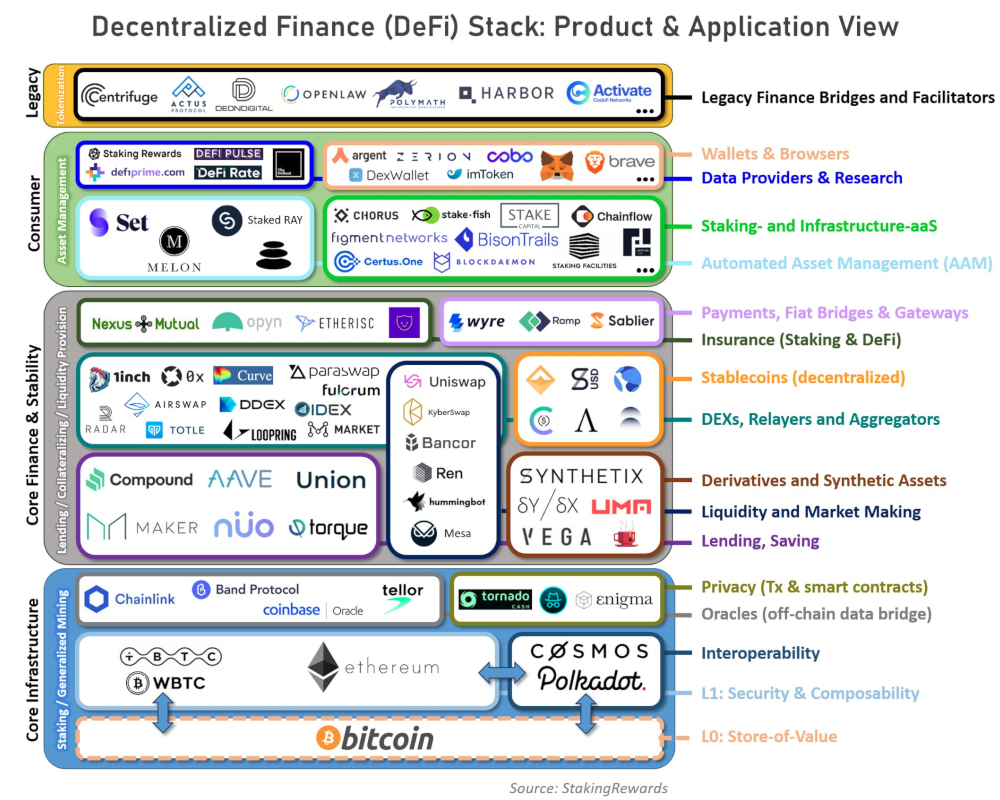 Decentralized Finance (DeFi) Stack: Product & Application View
Legacy
Tokenization
Centrifuge
ACTUS
PROTOCOL
DEONDIGITAL
OPENLAW
POLYMATH
HARBOR
Activate
Codefi Networks
Legacy Finance Bridges and Facilitators
Consumer
Asset Management
Staking Rewards
DEFI PULSE
defiprime.com
DeFi Rate
argent
ZERION
cobo
brave
DexWallet
imToken
Wallets & Browsers
Data Providers & Research
Set
M
MELON
Staked RAY
CHORUS
stake·fish
STAKE
CAPITAL
Chainflow
figment networks
BisonTrails
Certus.One
BLOCKDAEMON
STAKING FACILITIES
Staking- and Infrastructure-aaS
Automated Asset Management (AAM)
Core Finance & Stability
Lending / Collateralizing / Liquidity Provision
Nexus Mutual
opyn
ETHERISC
wyre
Ramp
Sablier
Payments, Fiat Bridges & Gateways
Insurance (Staking & DeFi)
1inch
0x
Curve
paraswap
fulcrum
AIRSWAP
DDEX
IDEX
RADAR
TOTLE
LOOPRING
MARKET
Uniswap
KyberSwap
Bancor
Ren
hummingbot
Mesa
USD
Stablecoins (decentralized)
DEXs, Relayers and Aggregators
Compound
AAVE
Union
MAKER
nüo
torque
SYNTHETIX
δY/δX
UMA
VEGA
Derivatives and Synthetic Assets
Liquidity and Market Making
Lending, Saving
Core Infrastructure
Staking / Generalized Mining
Chainlink
Band Protocol
coinbase | Oracle
tellor
tornado
CASH
enigma
Privacy (Tx & smart contracts)
Oracles (off-chain data bridge)
BTC
WBTC
ethereum
COSMOS
Polkadot.
Interoperability
L1: Security & Composability
bitcoin
L0: Store-of-Value
Source: StakingRewards